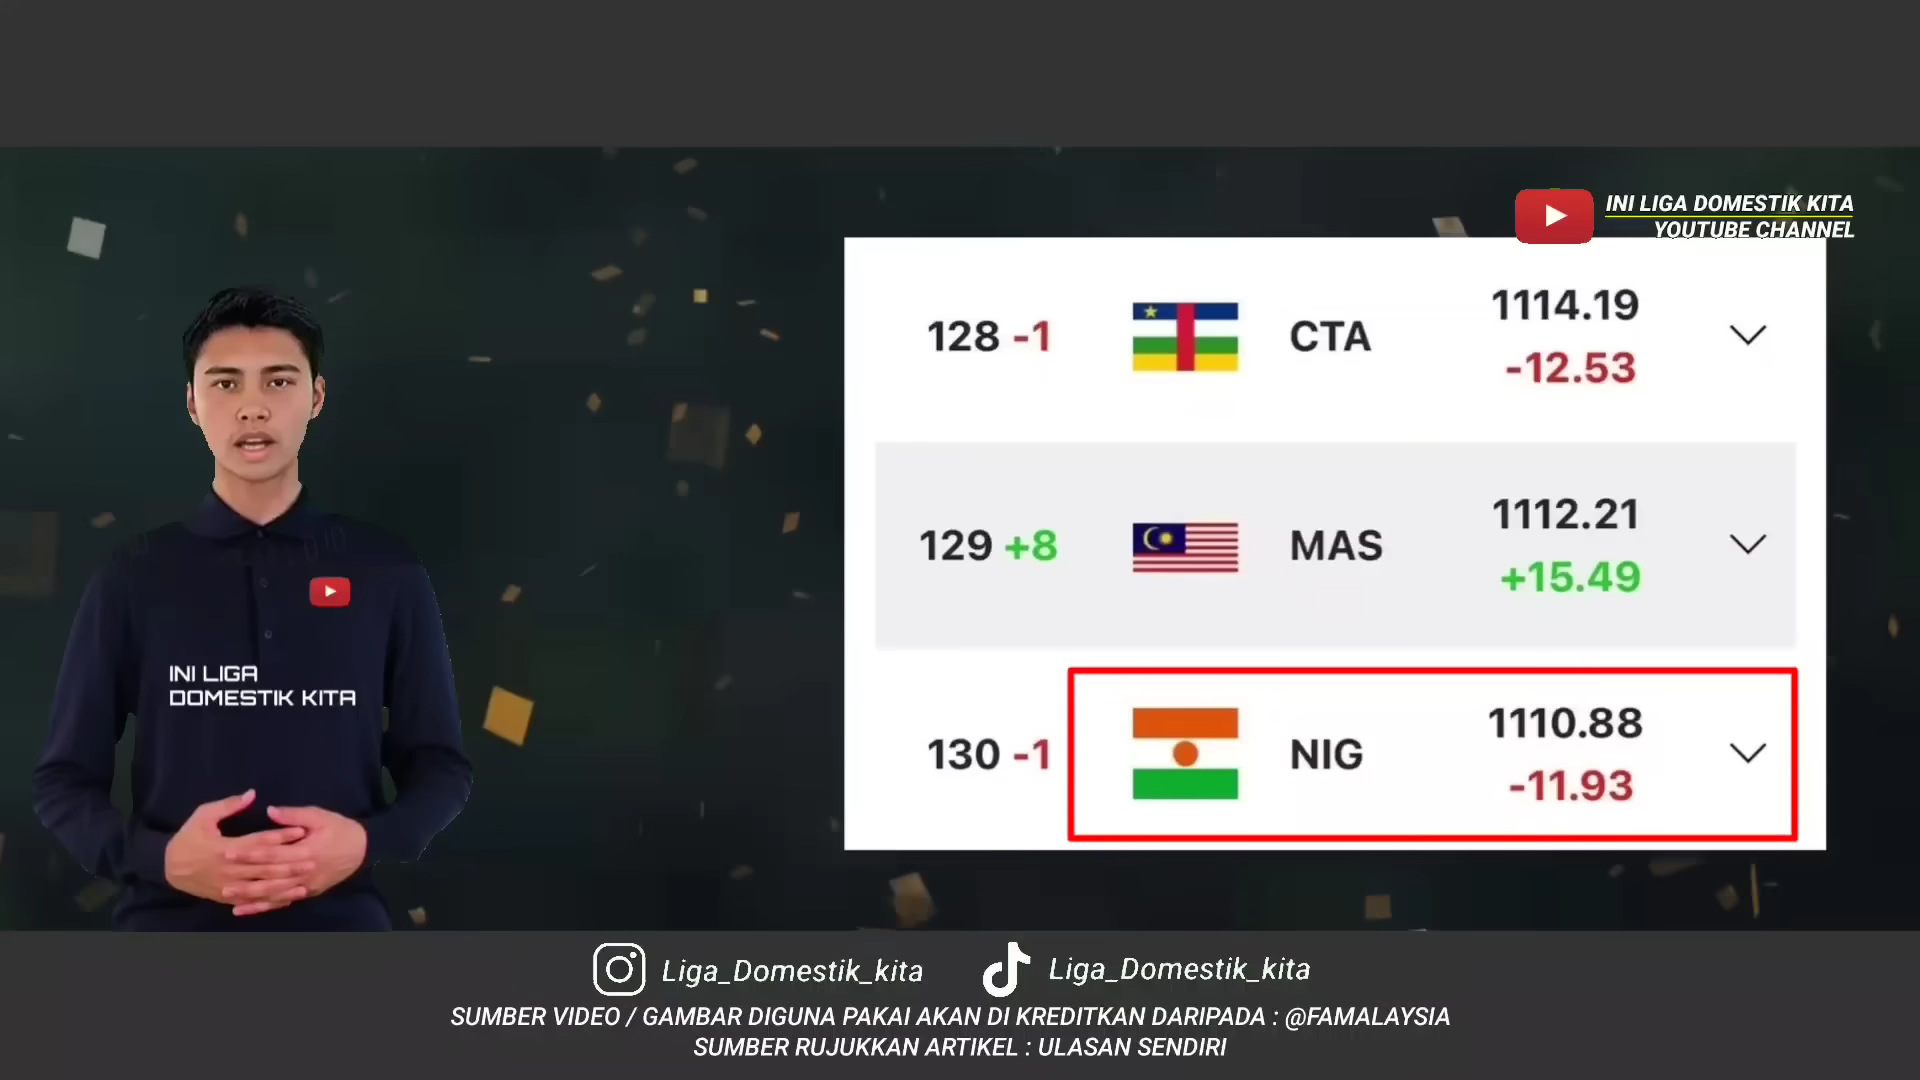 INI LIGA DOMESTIK KITA
YOUTUBE CHANNEL
128 -1 CTA 1114.19
-12.53
129 +8 MAS 1112.21
+15.49
130 -1 NIG 1110.88
-11.93
INI LIGA
DOMESTIK KITA
Liga_Domestik_kita Liga_Domestik_kita
SUMBER VIDEO / GAMBAR DIGUNA PAKAI AKAN DI KREDITKAN DARIPADA : @FAMALAYSIA
SUMBER RUJUKKAN ARTIKEL : ULASAN SENDIRI